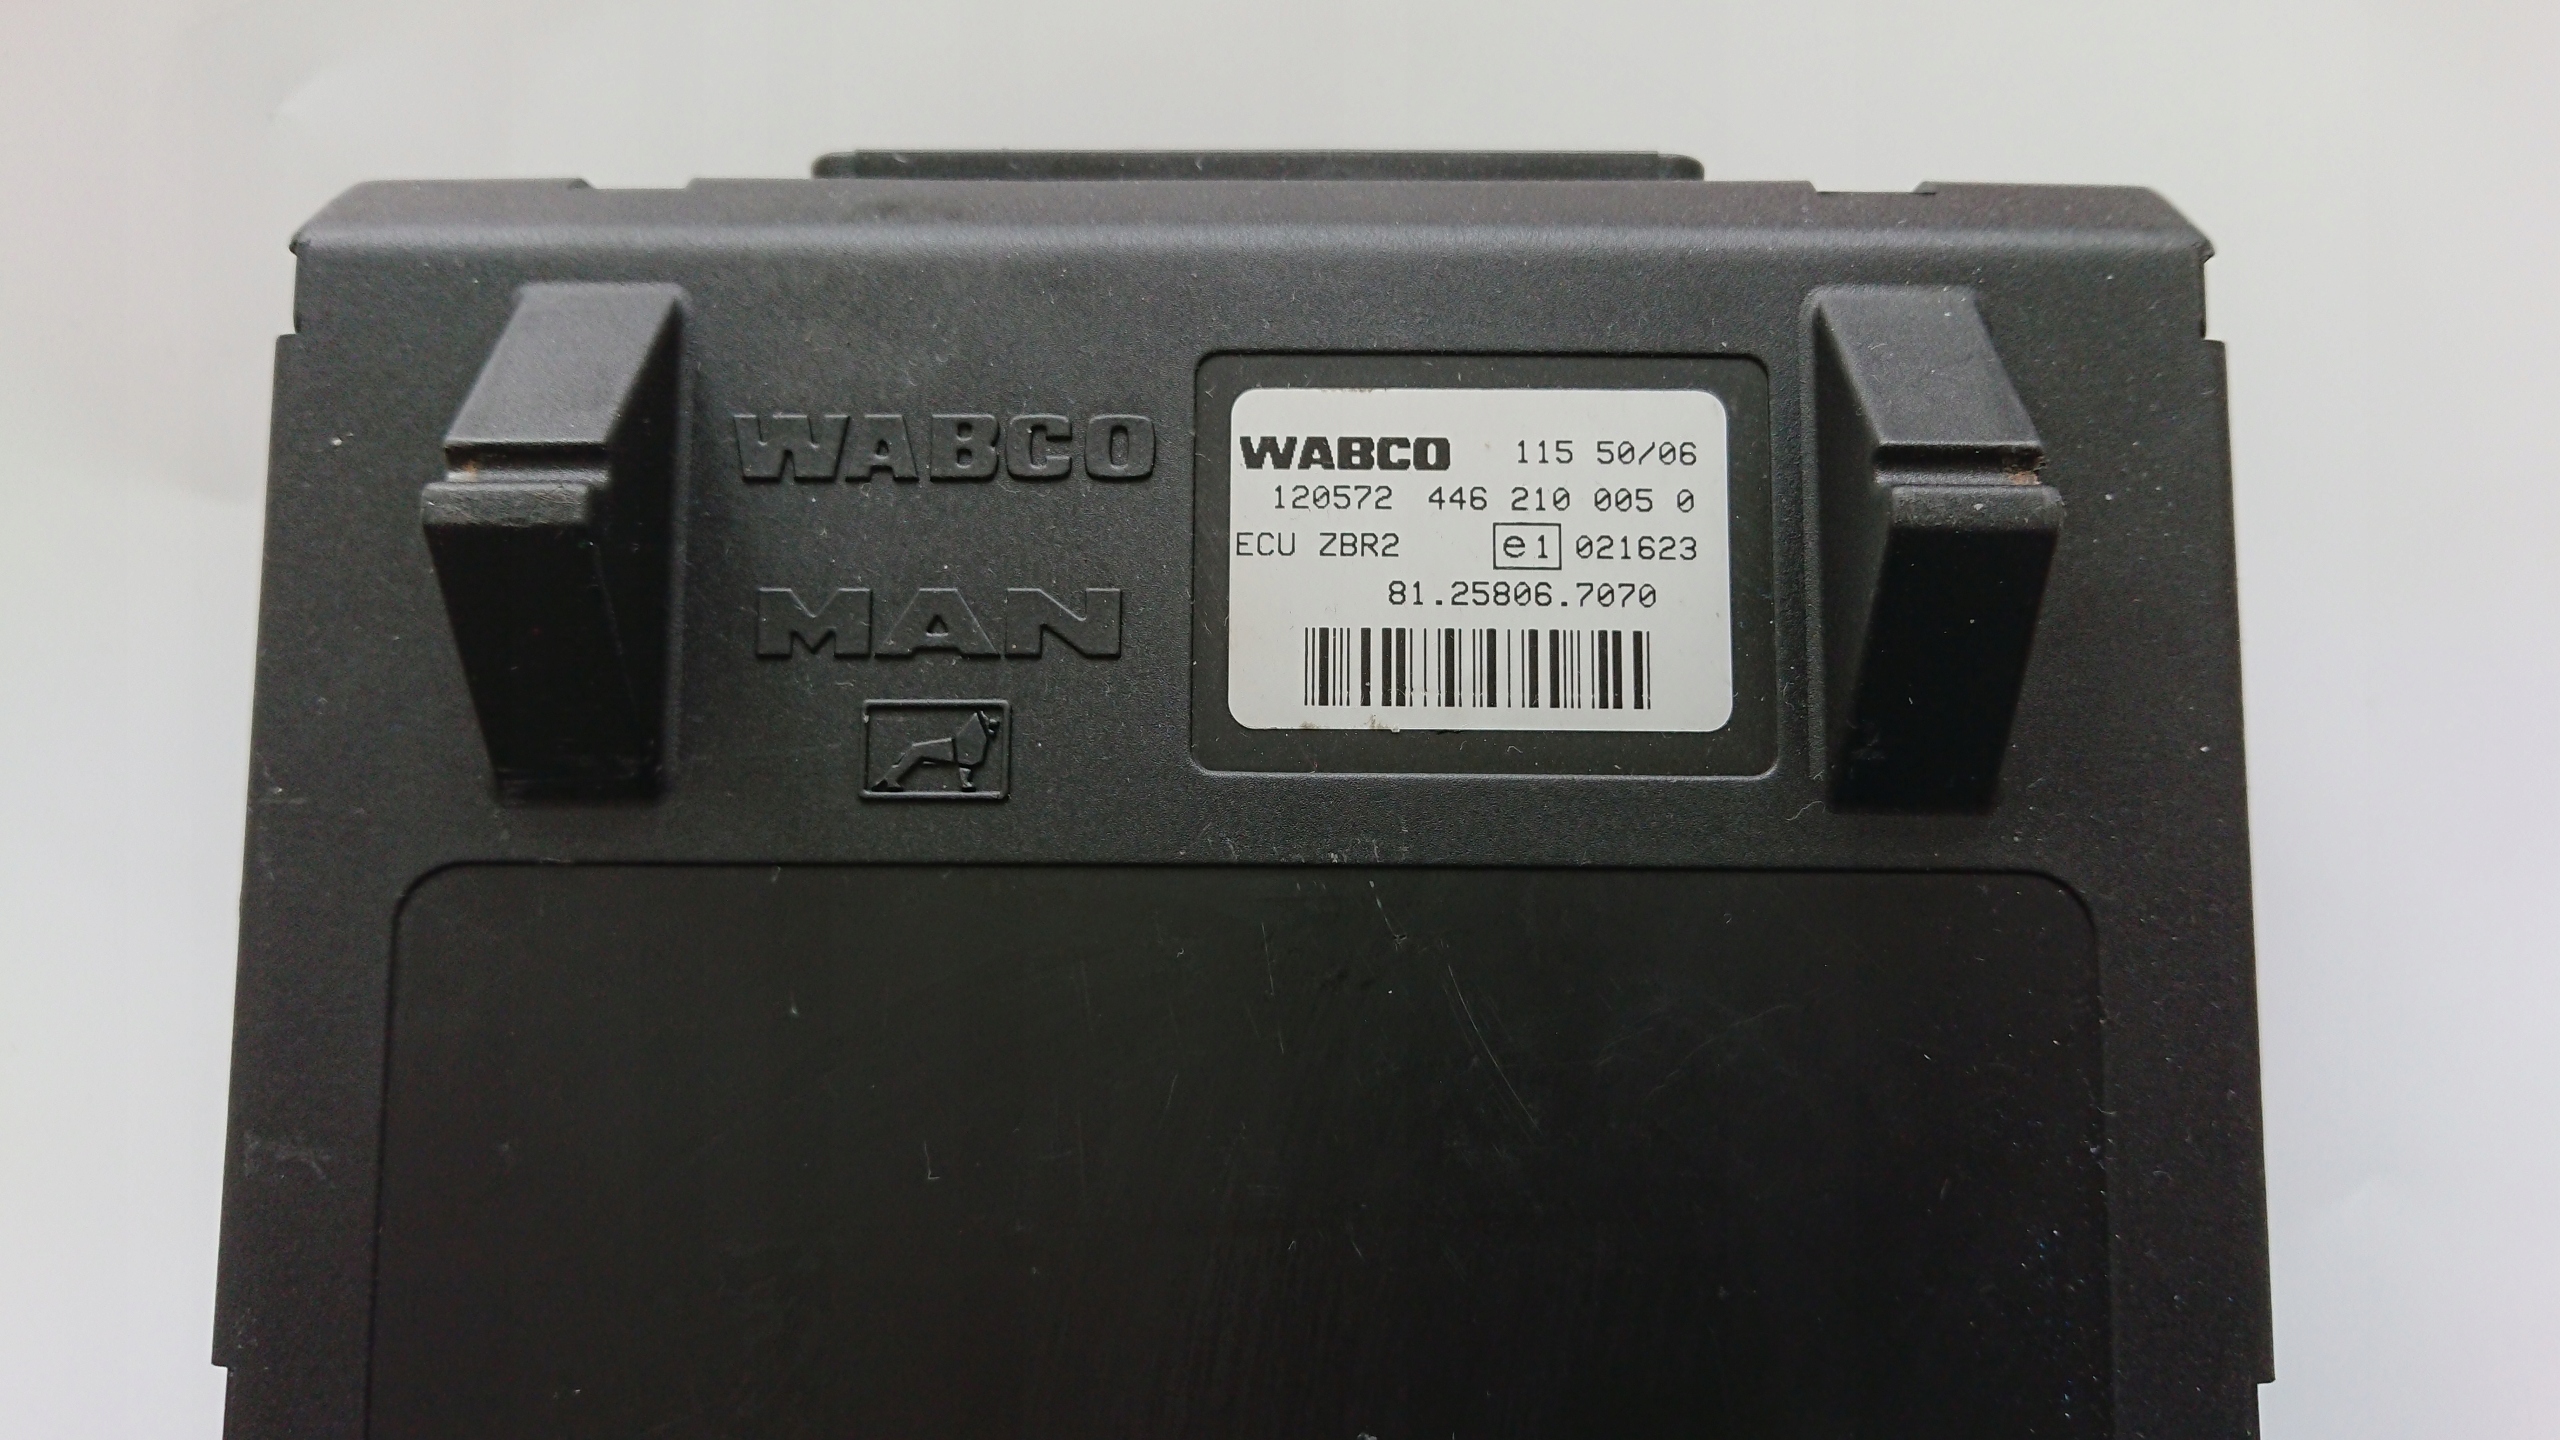 WABCO
MAN
WABCO 115 50/06
120572 446 210 005 0
ECU ZBR2 e1 021623
81.25806.7070